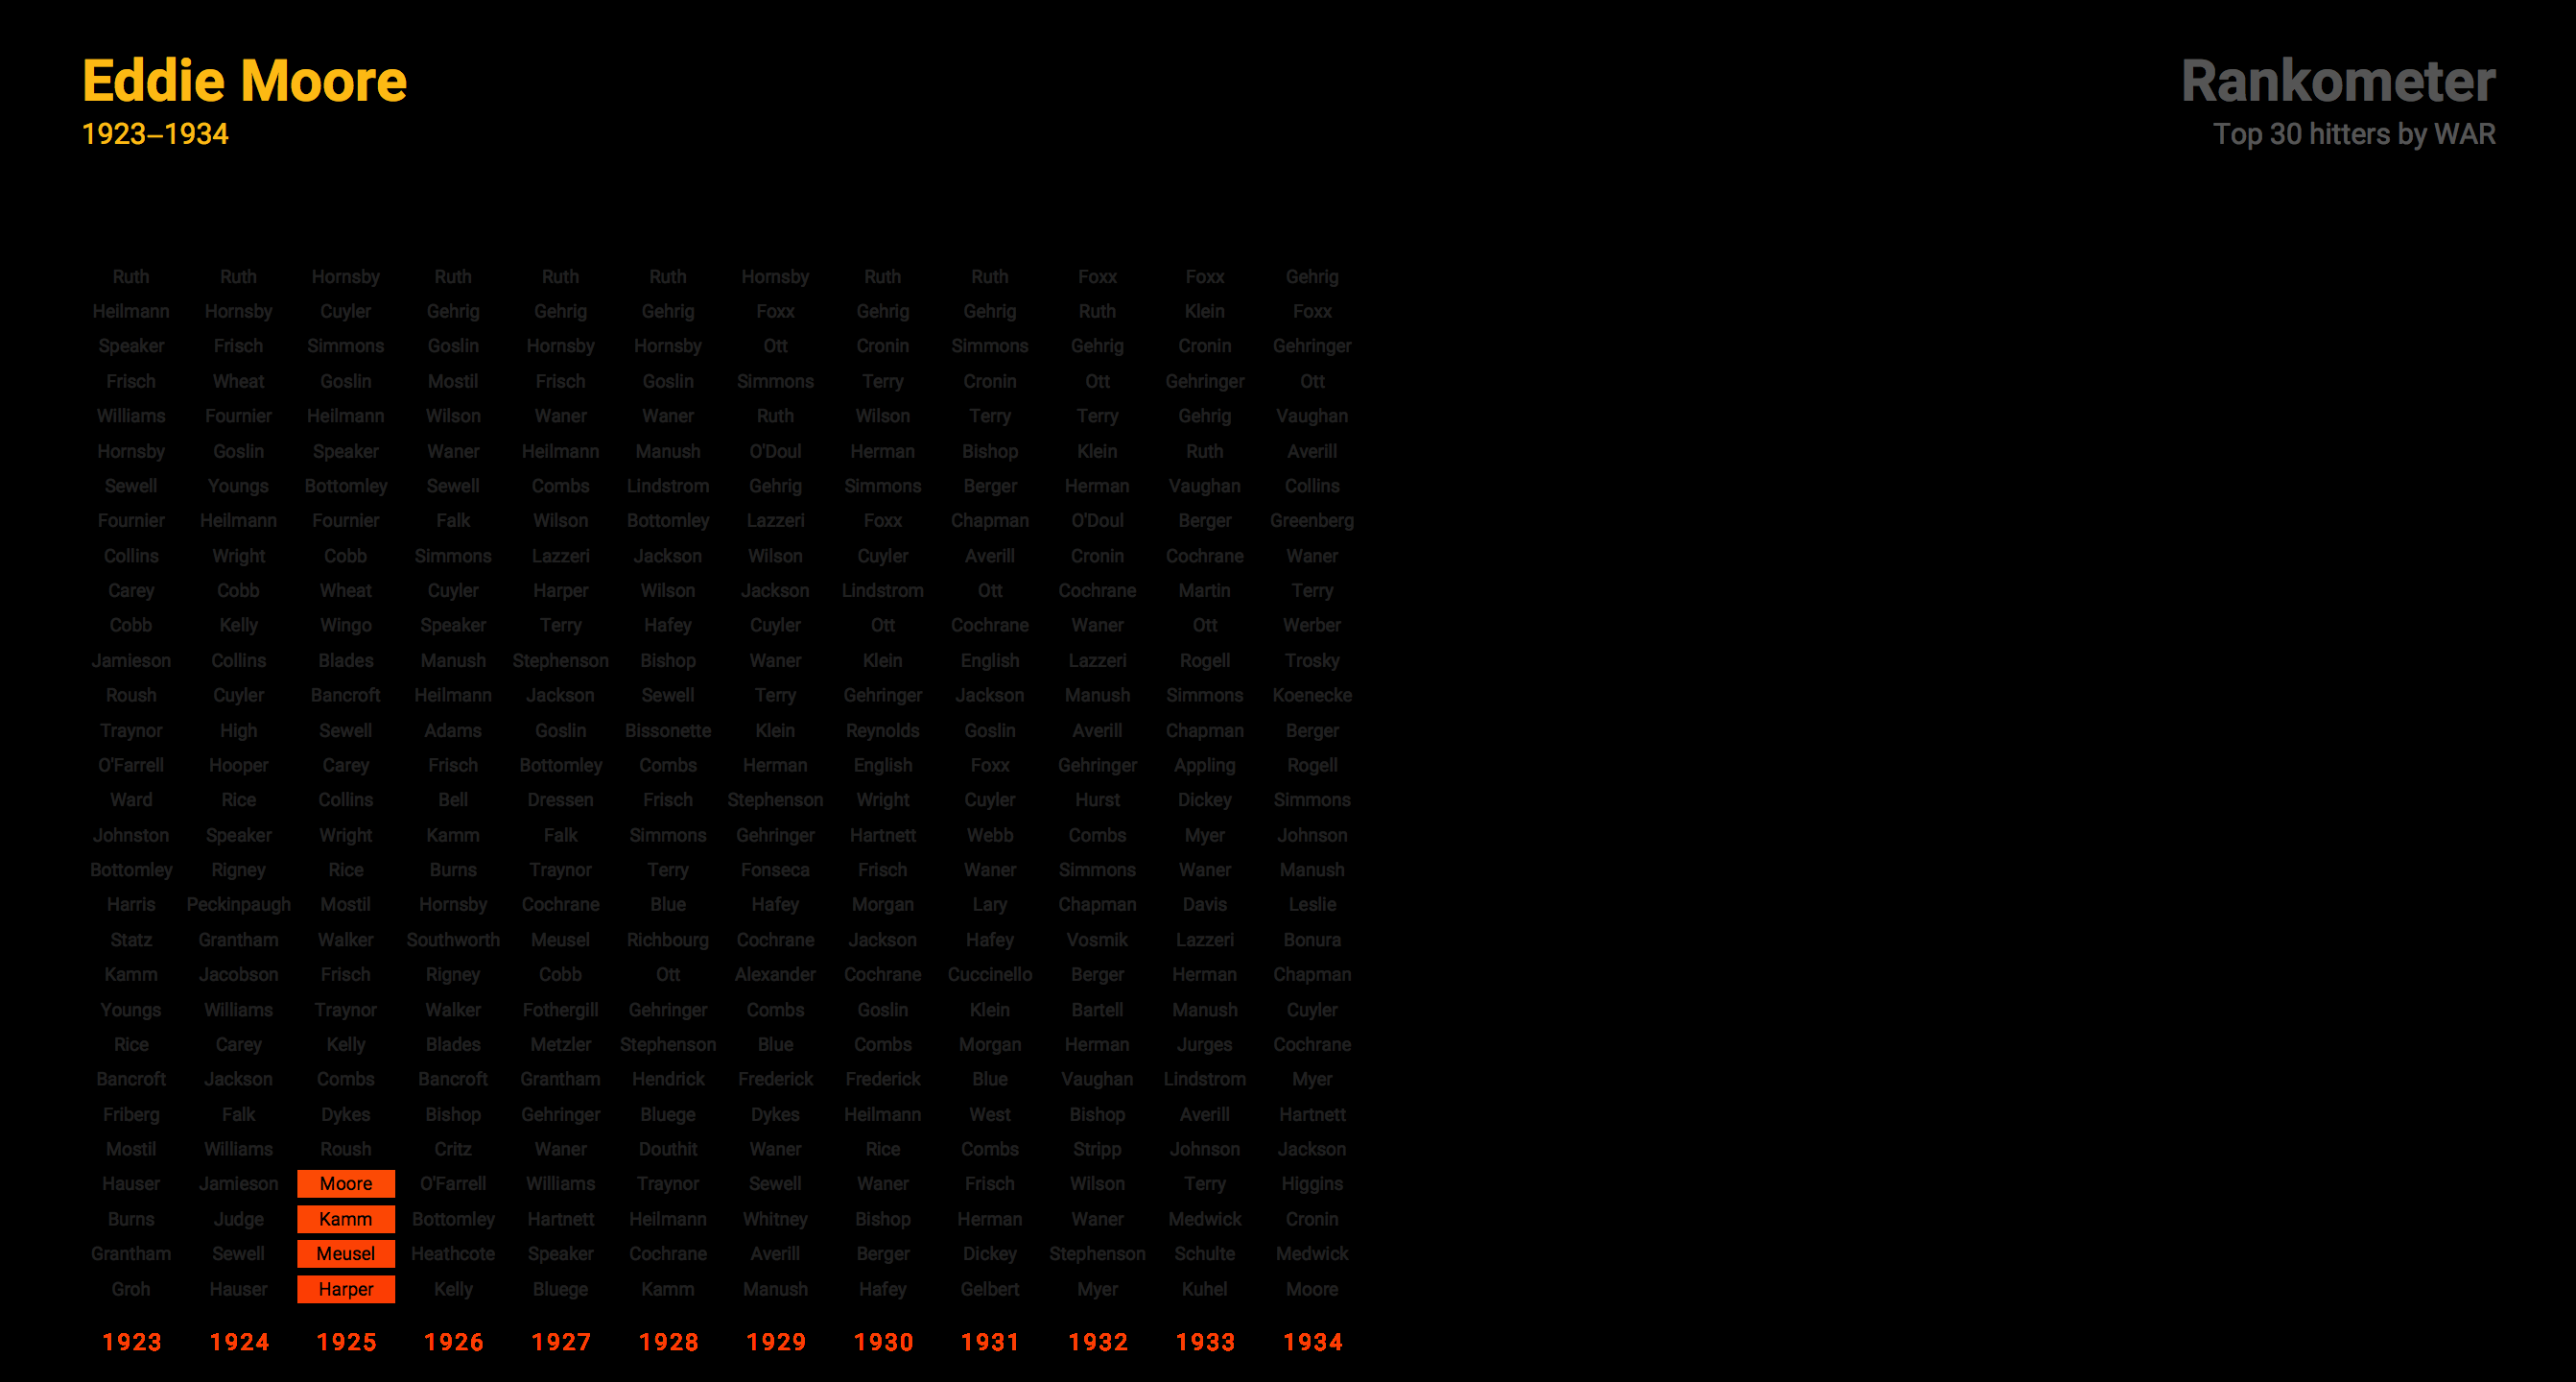 Eddie Moore
1923–1934
Rankometer
Top 30 hitters by WAR
Ruth Ruth Hornsby Ruth Ruth Ruth Hornsby Ruth Ruth Foxx Foxx Gehrig
Heilmann Hornsby Cuyler Gehrig Gehrig Gehrig Foxx Gehrig Gehrig Ruth Klein Foxx
Speaker Frisch Simmons Goslin Hornsby Hornsby Ott Cronin Simmons Gehrig Cronin Gehringer
Frisch Wheat Goslin Mostil Frisch Goslin Simmons Terry Cronin Ott Gehringer Ott
Williams Fournier Heilmann Wilson Waner Waner Ruth Wilson Terry Terry Gehrig Vaughan
Hornsby Goslin Speaker Waner Heilmann Manush O'Doul Herman Bishop Klein Ruth Averill
Sewell Youngs Bottomley Sewell Combs Lindstrom Gehrig Simmons Berger Herman Vaughan Collins
Fournier Heilmann Fournier Falk Wilson Bottomley Lazzeri Foxx Chapman O'Doul Berger Greenberg
Collins Wright Cobb Simmons Lazzeri Jackson Wilson Cuyler Averill Cronin Cochrane Waner
Carey Cobb Wheat Cuyler Harper Wilson Jackson Lindstrom Ott Cochrane Martin Terry
Cobb Kelly Wingo Speaker Terry Hafey Cuyler Ott Cochrane Waner Ott Werber
Jamieson Collins Blades Manush Stephenson Bishop Waner Klein English Lazzeri Rogell Trosky
Roush Cuyler Bancroft Heilmann Jackson Sewell Terry Gehringer Jackson Manush Simmons Koenecke
Traynor High Sewell Adams Goslin Bissonette Klein Reynolds Goslin Averill Chapman Berger
O'Farrell Hooper Carey Frisch Bottomley Combs Herman English Foxx Gehringer Appling Rogell
Ward Rice Collins Bell Dressen Frisch Stephenson Wright Cuyler Hurst Dickey Simmons
Johnston Speaker Wright Kamm Falk Simmons Gehringer Hartnett Webb Combs Myer Johnson
Bottomley Rigney Rice Burns Traynor Terry Fonseca Frisch Waner Simmons Waner Manush
Harris Peckinpaugh Mostil Hornsby Cochrane Blue Hafey Morgan Lary Chapman Davis Leslie
Statz Grantham Walker Southworth Meusel Richbourg Cochrane Jackson Hafey Vosmik Lazzeri Bonura
Kamm Jacobson Frisch Rigney Cobb Ott Alexander Cochrane Cuccinello Berger Herman Chapman
Youngs Williams Traynor Walker Fothergill Gehringer Combs Goslin Klein Bartell Manush Cuyler
Rice Carey Kelly Blades Metzler Stephenson Blue Combs Morgan Herman Jurges Cochrane
Bancroft Jackson Combs Bancroft Grantham Hendrick Frederick Frederick Blue Vaughan Lindstrom Myer
Friberg Falk Dykes Bishop Gehringer Bluege Dykes Heilmann West Bishop Averill Hartnett
Mostil Williams Roush Critz Waner Douthit Waner Rice Combs Stripp Johnson Jackson
Hauser Jamieson Moore O'Farrell Williams Traynor Sewell Waner Frisch Wilson Terry Higgins
Burns Judge Kamm Bottomley Hartnett Heilmann Whitney Bishop Herman Waner Medwick Cronin
Grantham Sewell Meusel Heathcote Speaker Cochrane Averill Berger Dickey Stephenson Schulte Medwick
Groh Hauser Harper Kelly Bluege Kamm Manush Hafey Gelbert Myer Kuhel Moore
1923 1924 1925 1926 1927 1928 1929 1930 1931 1932 1933 1934